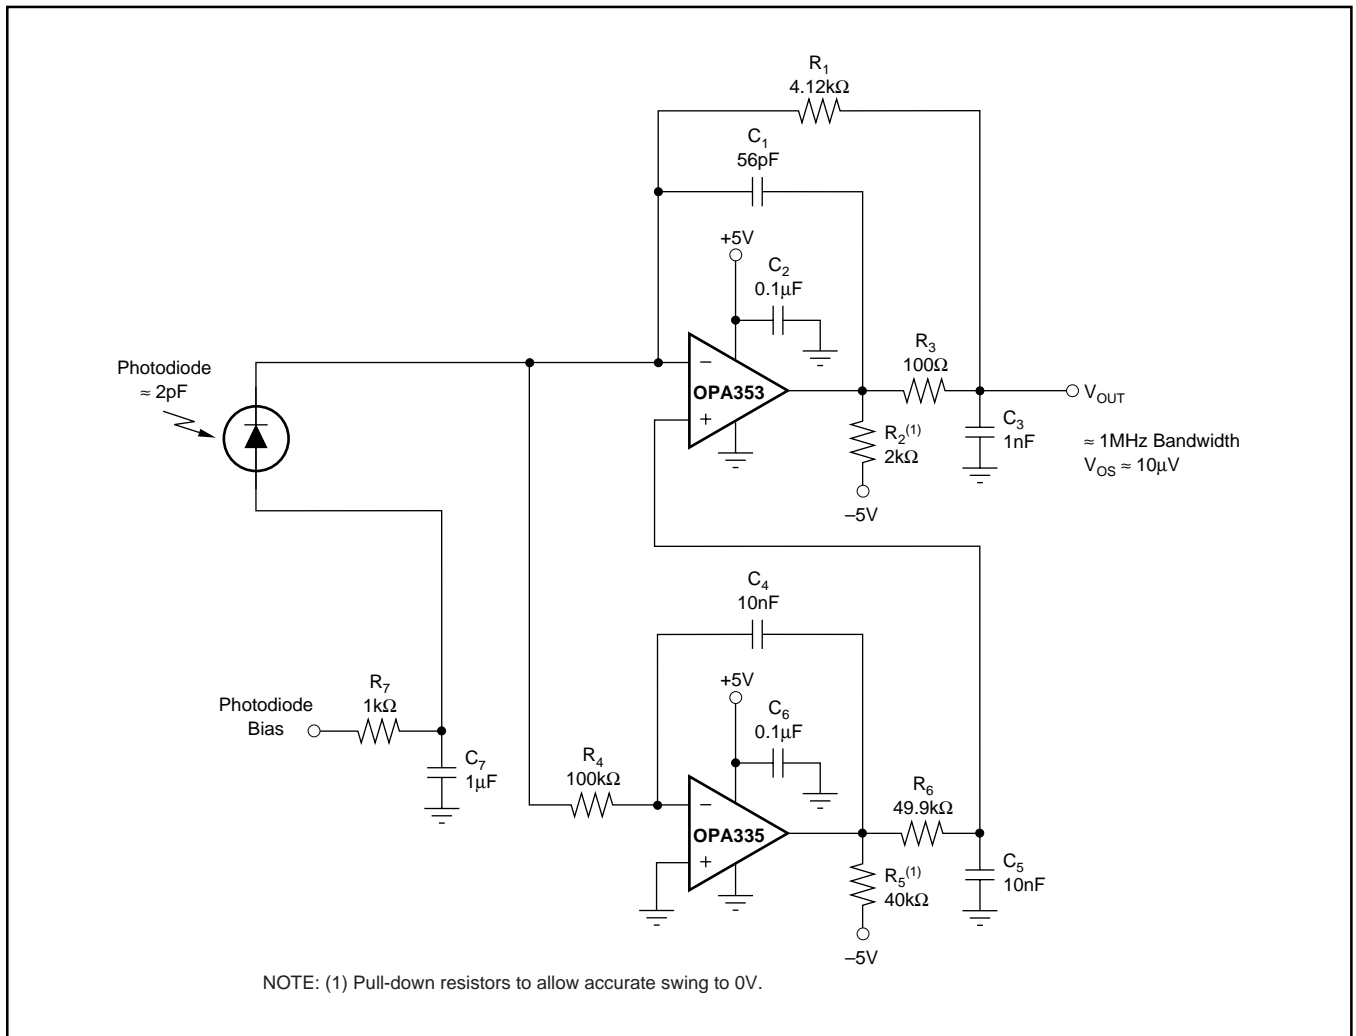 R₁
4.12kΩ
C₁
56pF
+5V
C₂
0.1µF
Photodiode
≈ 2pF
−
OPA353
+
R₃
100Ω
V_OUT
R₂⁽¹⁾
2kΩ
C₃
1nF
≈ 1MHz Bandwidth
V_OS ≈ 10µV
–5V
C₄
10nF
+5V
C₆
0.1µF
Photodiode
Bias
R₇
1kΩ
C₇
1µF
R₄
100kΩ
−
OPA335
+
R₆
49.9kΩ
R₅⁽¹⁾
40kΩ
C₅
10nF
–5V
NOTE: (1) Pull-down resistors to allow accurate swing to 0V.